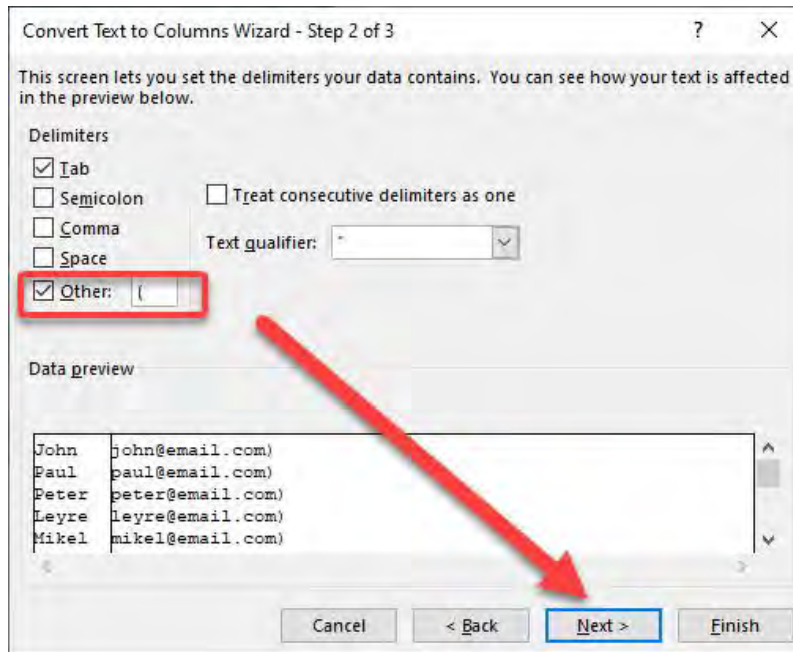 Convert Text to Columns Wizard - Step 2 of 3 ? ×
This screen lets you set the delimiters your data contains. You can see how your text is affected
in the preview below.
Delimiters
Tab
Semicolon
Comma
Space
Other: (
Treat consecutive delimiters as one
Text qualifier: "
Data preview
John john@email.com)
Paul paul@email.com)
Peter peter@email.com)
Leyre leyre@email.com)
Mikel mikel@email.com)
Cancel < Back Next > Finish